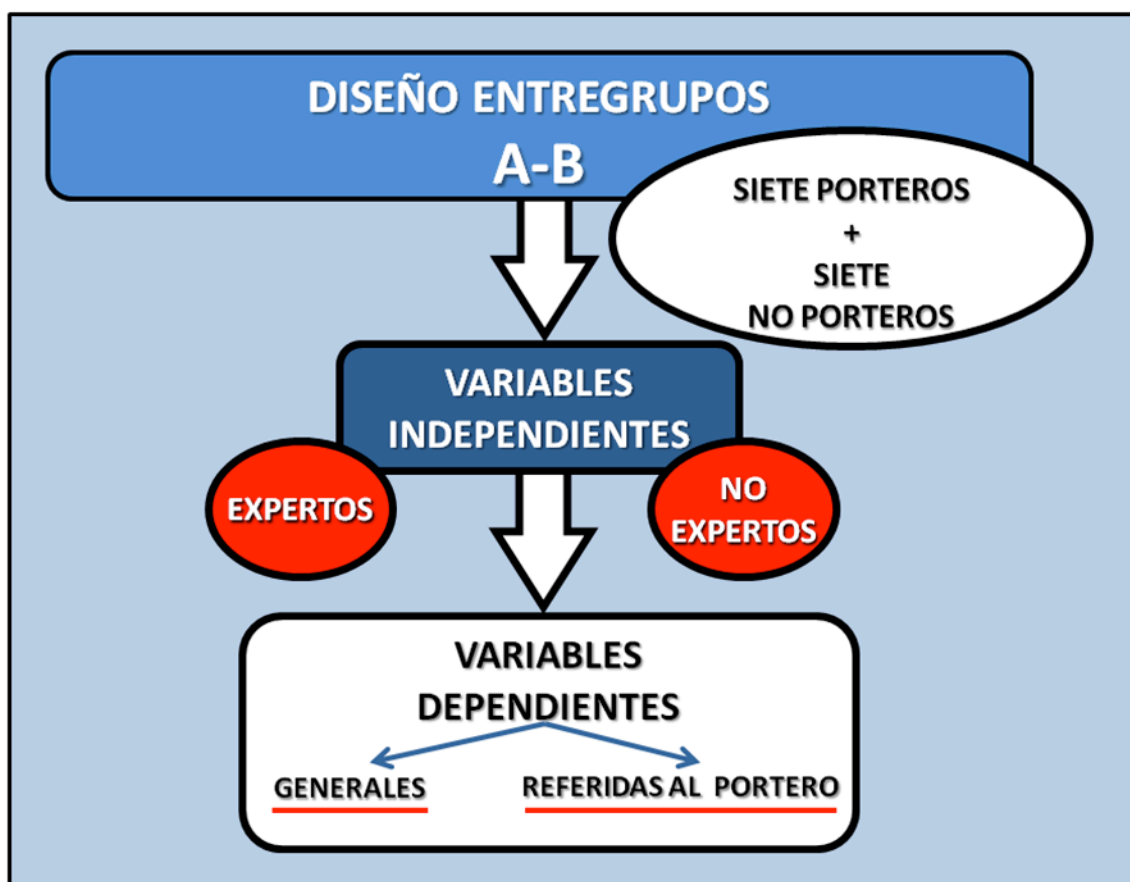 DISEÑO ENTREGRUPOS
A-B
SIETE PORTEROS
+
SIETE
NO PORTEROS
VARIABLES
INDEPENDIENTES
EXPERTOS
NO
EXPERTOS
VARIABLES
DEPENDIENTES
GENERALES
REFERIDAS AL PORTERO